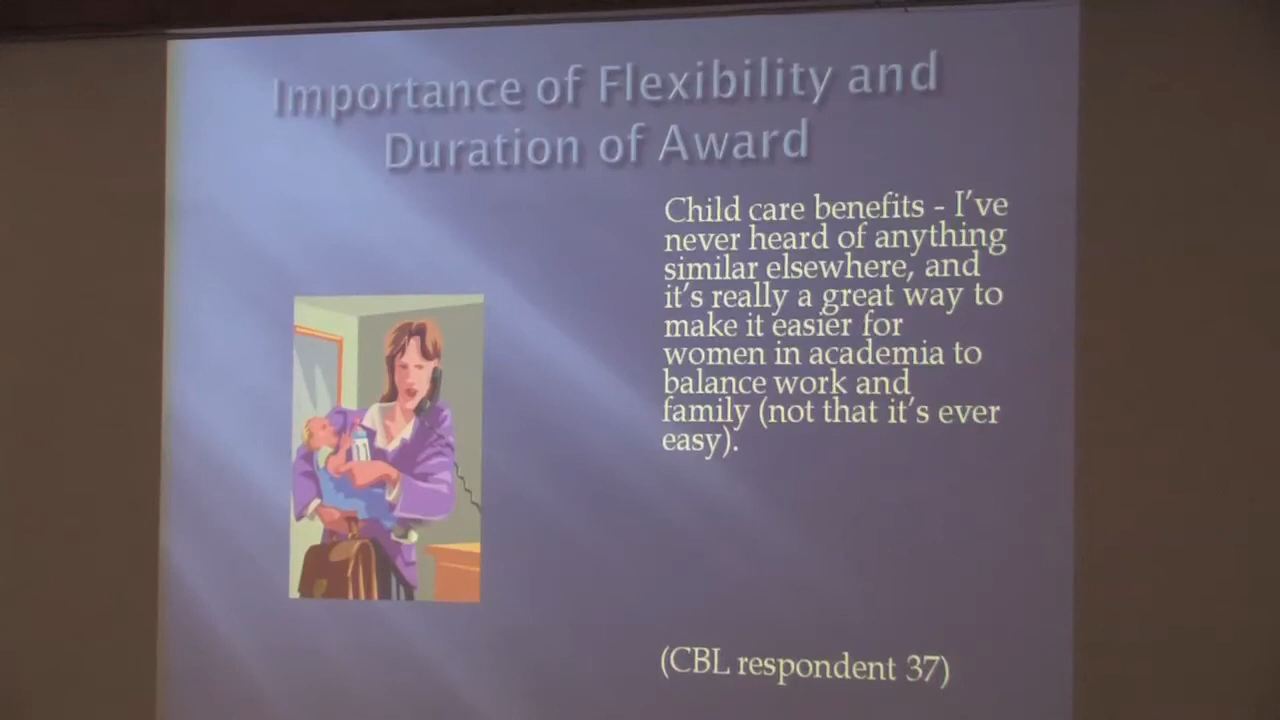 Importance of Flexibility and
Duration of Award
Child care benefits - I've
never heard of anything
similar elsewhere, and
it's really a great way to
make it easier for
women in academia to
balance work and
family (not that it's ever
easy).
(CBL respondent 37)